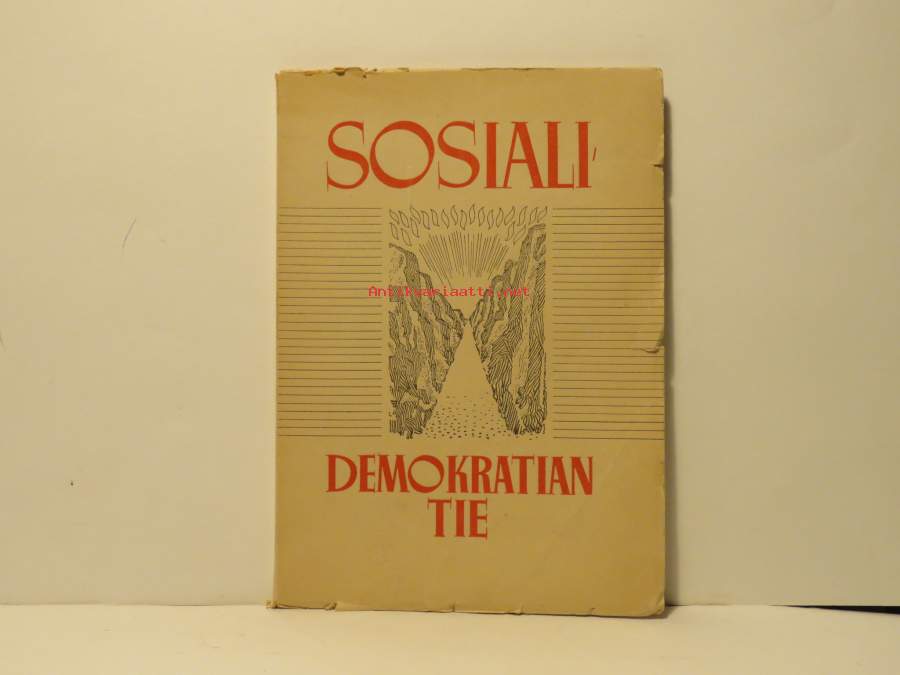 SOSIALI-
Antikvariaatti.net
DEMOKRATIAN
TIE